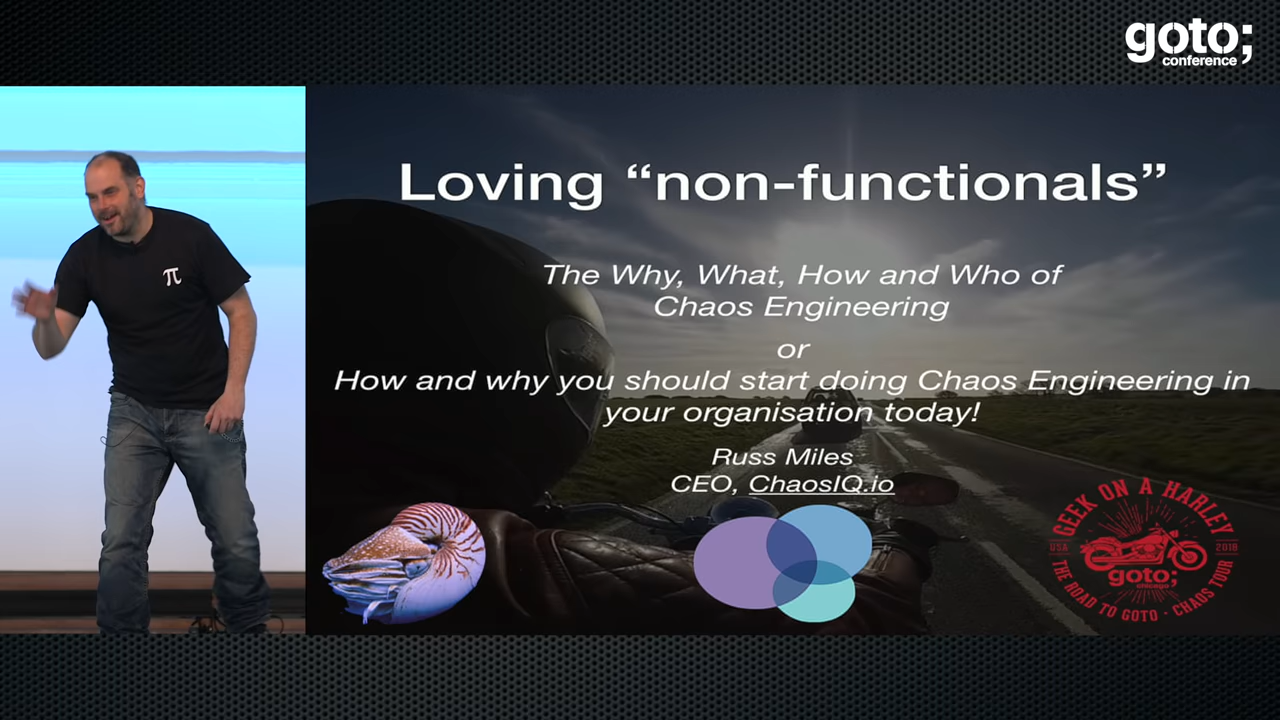 goto;
conference
π
Loving “non-functionals”
The Why, What, How and Who of
Chaos Engineering
or
How and why you should start doing Chaos Engineering in
your organisation today!
Russ Miles
CEO, ChaosIQ.io
GEEK ON A HARLEY
USA
2018
goto;
chicago
THE ROAD TO GOTO · CHAOS TOUR